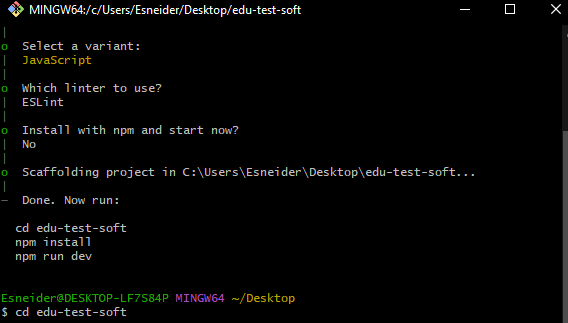 MINGW64:/c/Users/Esneider/Desktop/edu-test-soft
|
o  Select a variant:
|  JavaScript
|
o  Which linter to use?
|  ESLint
|
o  Install with npm and start now?
|  No
|
o  Scaffolding project in C:\Users\Esneider\Desktop\edu-test-soft...
|
—  Done. Now run:
cd edu-test-soft
npm install
npm run dev
Esneider@DESKTOP-LF7S84P MINGW64 ~/Desktop
$ cd edu-test-soft